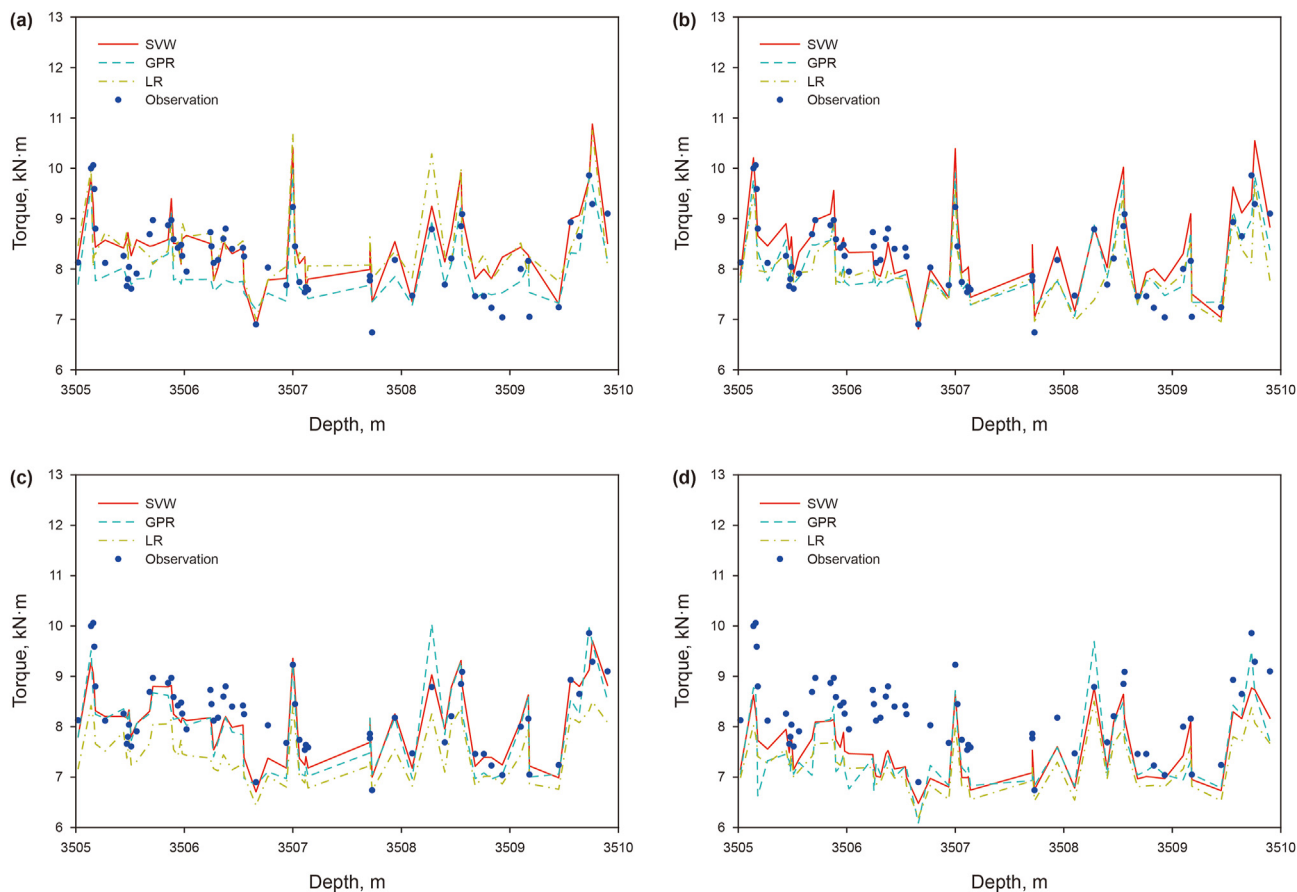 (a)
13
12
11
10
9
8
7
6
Torque, kN·m
SVW
GPR
LR
Observation
3505
3506
3507
3508
3509
3510
Depth, m
(b)
13
12
11
10
9
8
7
6
Torque, kN·m
SVW
GPR
LR
Observation
3505
3506
3507
3508
3509
3510
Depth, m
(c)
13
12
11
10
9
8
7
6
Torque, kN·m
SVW
GPR
LR
Observation
3505
3506
3507
3508
3509
3510
Depth, m
(d)
13
12
11
10
9
8
7
6
Torque, kN·m
SVW
GPR
LR
Observation
3505
3506
3507
3508
3509
3510
Depth, m